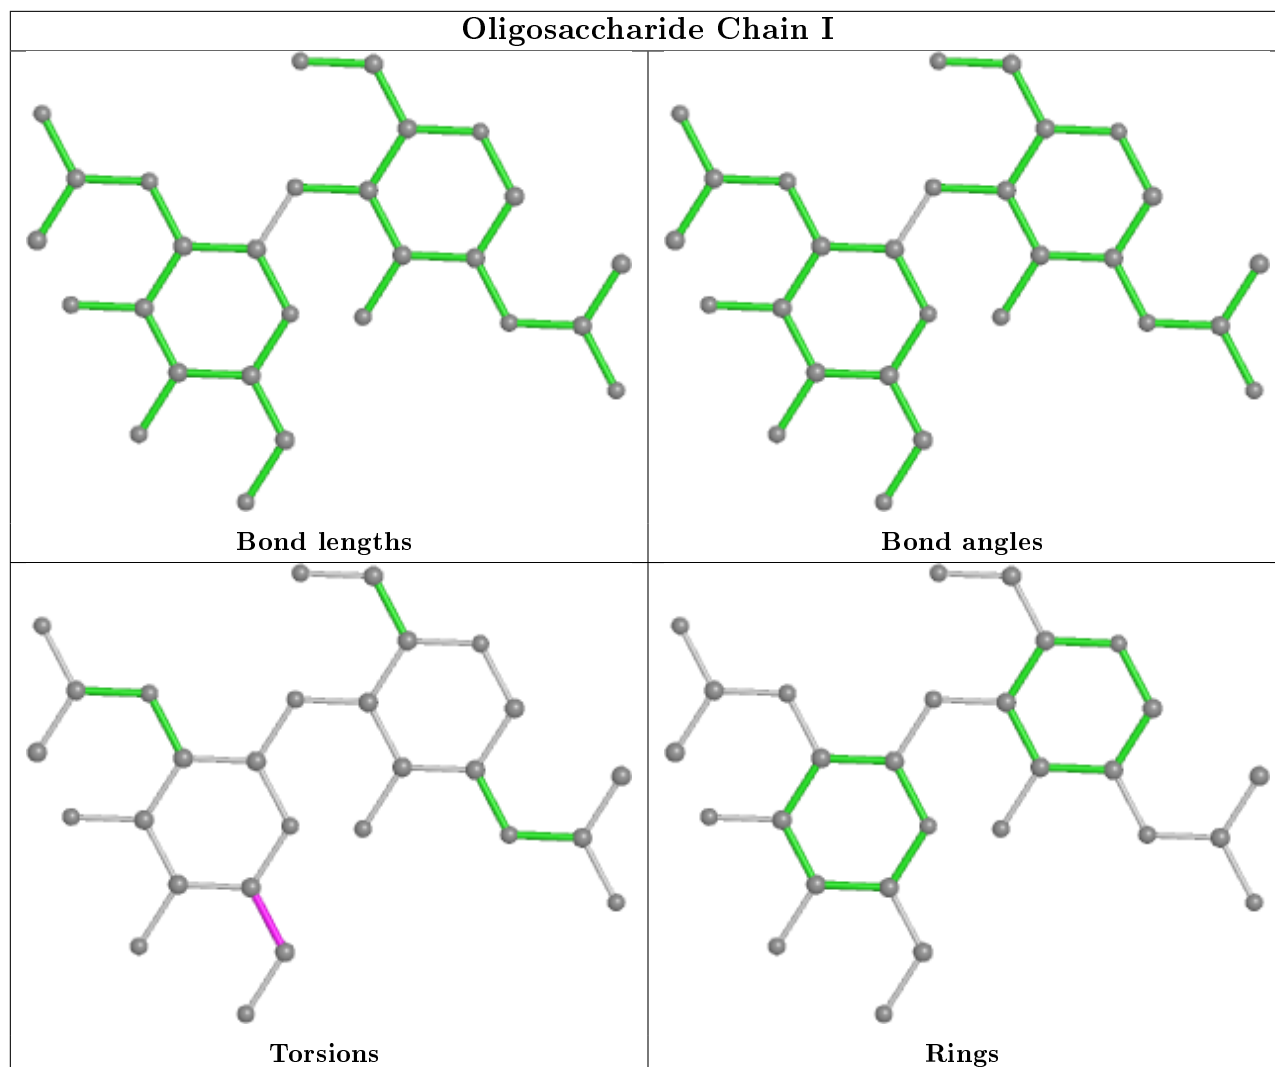 Oligosaccharide Chain I
Bond lengths
Bond angles
Torsions
Rings